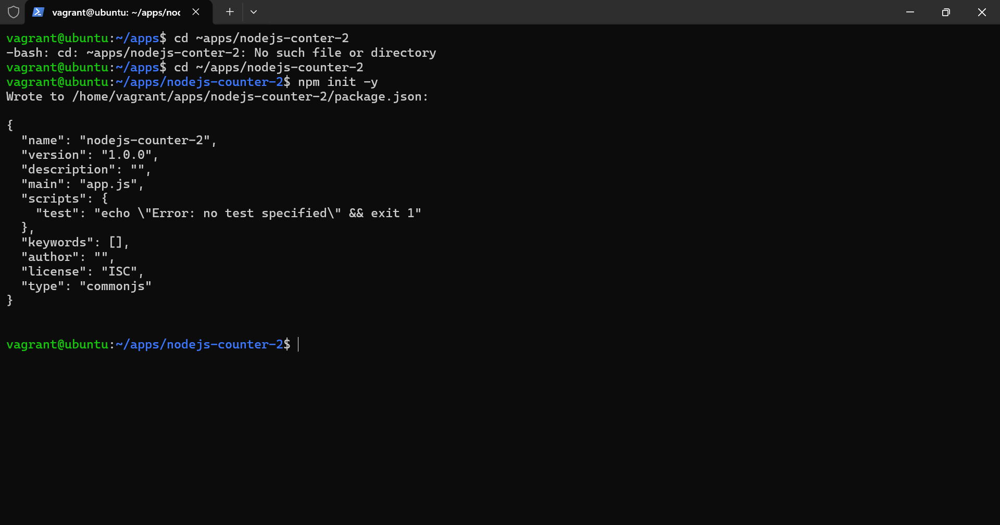 vagrant@ubuntu: ~/apps/noc
vagrant@ubuntu:~/apps$ cd ~apps/nodejs-conter-2
-bash: cd: ~apps/nodejs-conter-2: No such file or directory
vagrant@ubuntu:~/apps$ cd ~/apps/nodejs-counter-2
vagrant@ubuntu:~/apps/nodejs-counter-2$ npm init -y
Wrote to /home/vagrant/apps/nodejs-counter-2/package.json:

{
  "name": "nodejs-counter-2",
  "version": "1.0.0",
  "description": "",
  "main": "app.js",
  "scripts": {
    "test": "echo \"Error: no test specified\" && exit 1"
  },
  "keywords": [],
  "author": "",
  "license": "ISC",
  "type": "commonjs"
}

vagrant@ubuntu:~/apps/nodejs-counter-2$